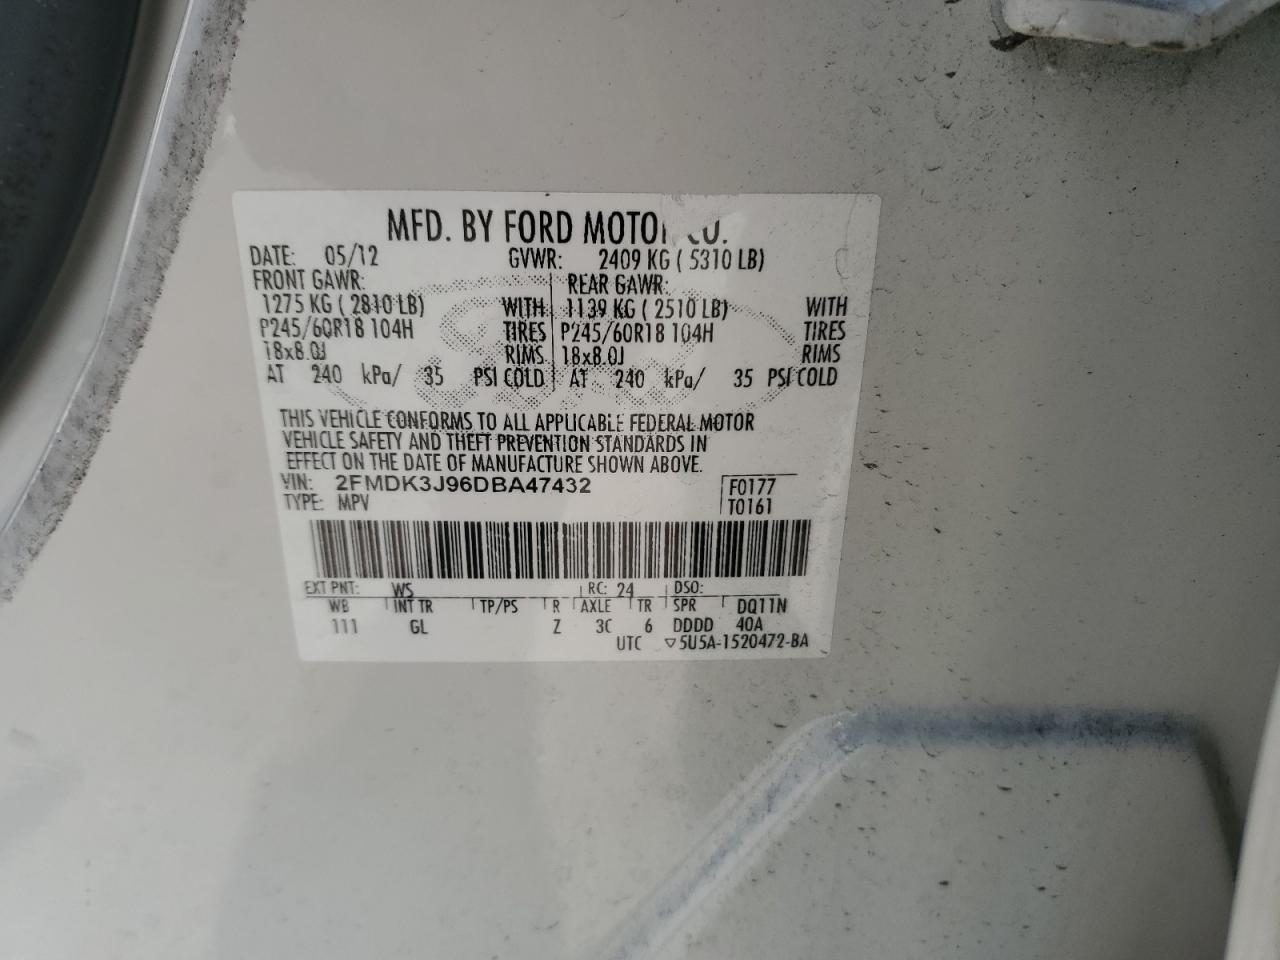 MFD. BY FORD MOTOR CO.
DATE: 05/12 GVWR: 2409 KG ( 5310 LB)
FRONT GAWR: REAR GAWR:
1275 KG ( 2810 LB) WITH 1139 KG ( 2510 LB) WITH
P245/60R18 104H TIRES P245/60R18 104H TIRES
18x8.0J RIMS 18x8.0J RIMS
AT 240 kPa/ 35 PSI COLD AT 240 kPa/ 35 PSI COLD
THIS VEHICLE CONFORMS TO ALL APPLICABLE FEDERAL MOTOR
VEHICLE SAFETY AND THEFT PREVENTION STANDARDS IN
EFFECT ON THE DATE OF MANUFACTURE SHOWN ABOVE.
VIN: 2FMDK3J96DBA47432 F0177
TYPE: MPV T0161
EXT PNT: WS RC: 24 DSO:
WB INT TR TP/PS R AXLE TR SPR DQ11N
111 GL Z 3C 6 DDDD 40A
UTC ▽5U5A-1520472-BA